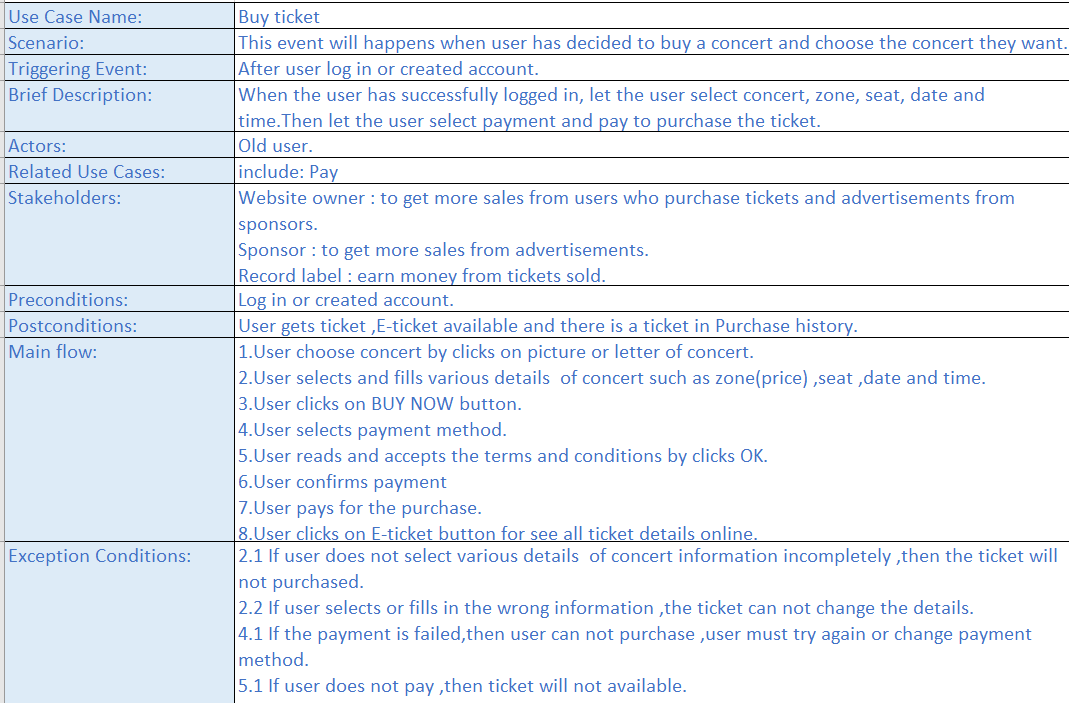 Use Case Name: Buy ticket
Scenario: This event will happens when user has decided to buy a concert and choose the concert they want.
Triggering Event: After user log in or created account.
Brief Description: When the user has successfully logged in, let the user select concert, zone, seat, date and
time.Then let the user select payment and pay to purchase the ticket.
Actors: Old user.
Related Use Cases: include: Pay
Stakeholders: Website owner : to get more sales from users who purchase tickets and advertisements from
sponsors.
Sponsor : to get more sales from advertisements.
Record label : earn money from tickets sold.
Preconditions: Log in or created account.
Postconditions: User gets ticket ,E-ticket available and there is a ticket in Purchase history.
Main flow: 1.User choose concert by clicks on picture or letter of concert.
2.User selects and fills various details  of concert such as zone(price) ,seat ,date and time.
3.User clicks on BUY NOW button.
4.User selects payment method.
5.User reads and accepts the terms and conditions by clicks OK.
6.User confirms payment
7.User pays for the purchase.
8.User clicks on E-ticket button for see all ticket details online.
Exception Conditions: 2.1 If user does not select various details  of concert information incompletely ,then the ticket will
not purchased.
2.2 If user selects or fills in the wrong information ,the ticket can not change the details.
4.1 If the payment is failed,then user can not purchase ,user must try again or change payment
method.
5.1 If user does not pay ,then ticket will not available.